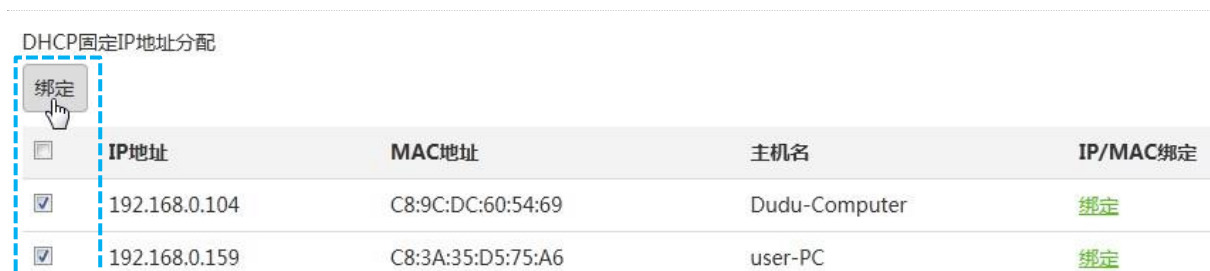 DHCP固定IP地址分配
绑定
IP地址 MAC地址 主机名 IP/MAC绑定
192.168.0.104 C8:9C:DC:60:54:69 Dudu-Computer 绑定
192.168.0.159 C8:3A:35:D5:75:A6 user-PC 绑定